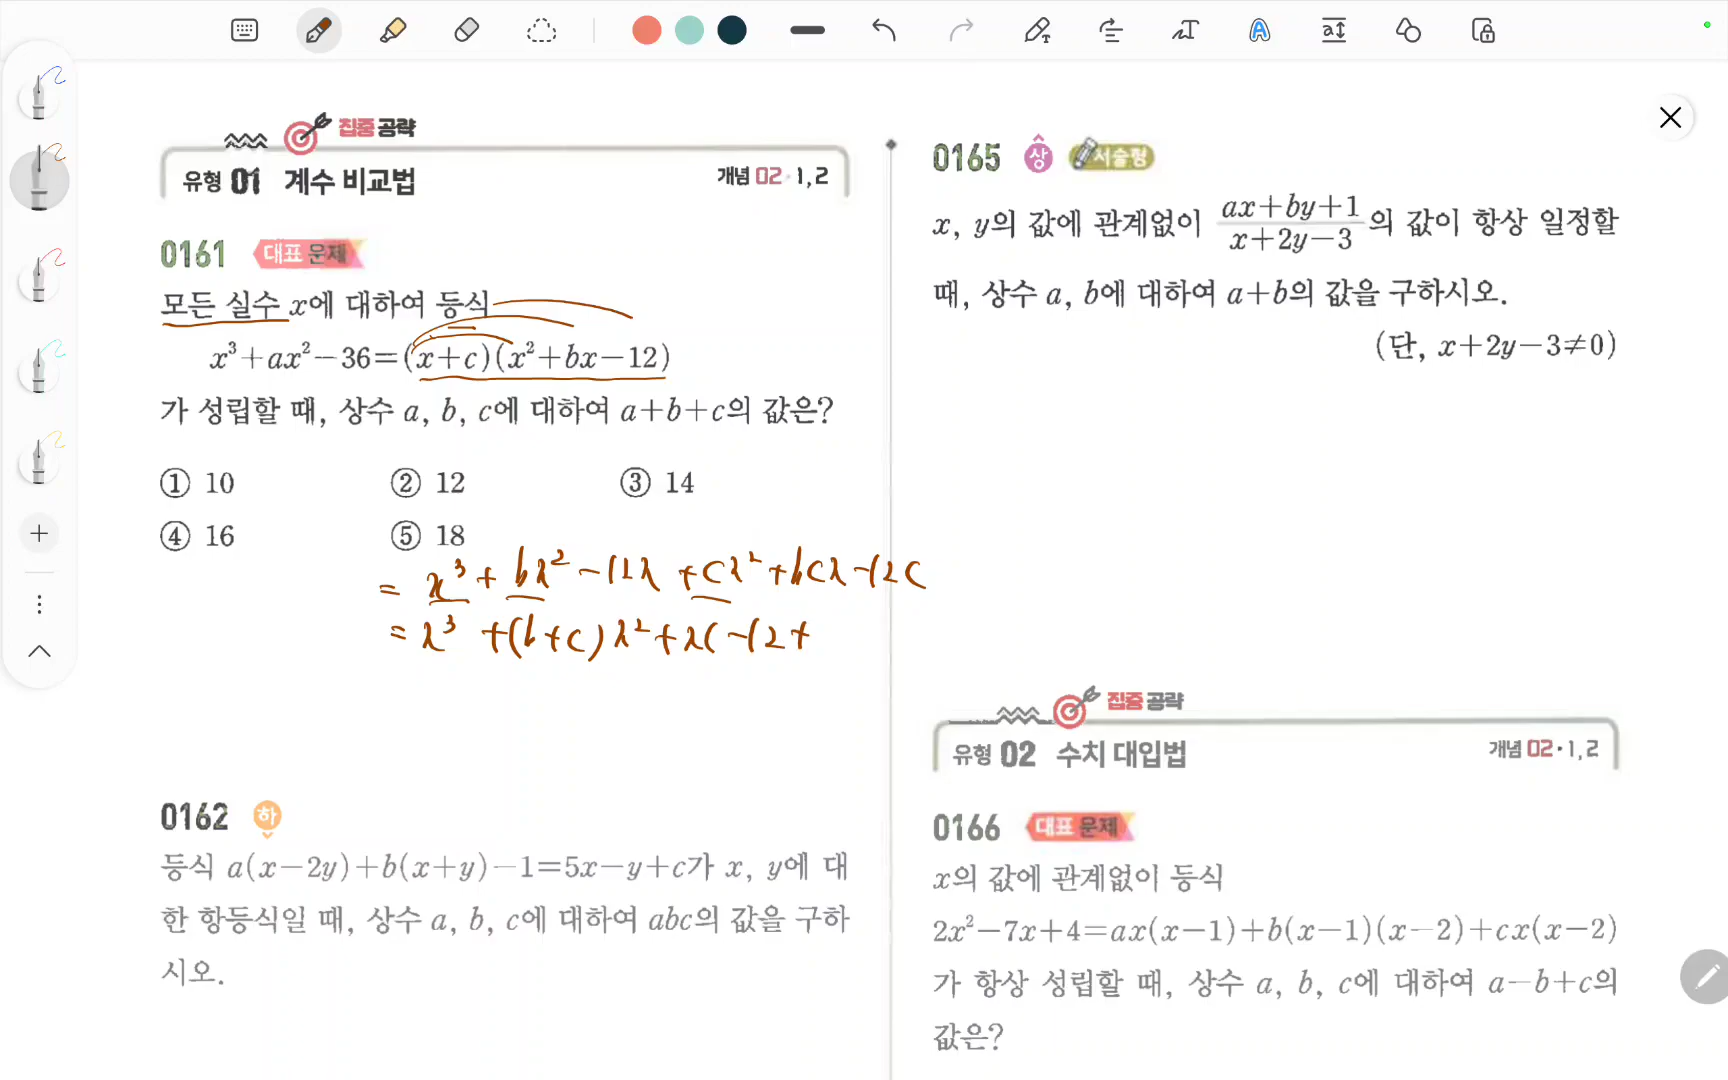 집중 공략
유형 01 계수 비교법 개념 02·1, 2
0161 대표 문제
모든 실수 x에 대하여 등식
x³+ax²-36=(x+c)(x²+bx-12)
가 성립할 때, 상수 a, b, c에 대하여 a+b+c의 값은?
① 10 ② 12 ③ 14
④ 16 ⑤ 18
= x³ + bx² - 12x + cx² + bcx - 12c
= x³ + (b+c)x² + x(-12+
0162 하
등식 a(x-2y)+b(x+y)-1=5x-y+c가 x, y에 대
한 항등식일 때, 상수 a, b, c에 대하여 abc의 값을 구하
시오.
0165 상 서술형
x, y의 값에 관계없이 (ax+by+1)/(x+2y-3)의 값이 항상 일정할
때, 상수 a, b에 대하여 a+b의 값을 구하시오.
(단, x+2y-3≠0)
집중 공략
유형 02 수치 대입법 개념 02·1, 2
0166 대표 문제
x의 값에 관계없이 등식
2x²-7x+4=ax(x-1)+b(x-1)(x-2)+cx(x-2)
가 항상 성립할 때, 상수 a, b, c에 대하여 a-b+c의
값은?